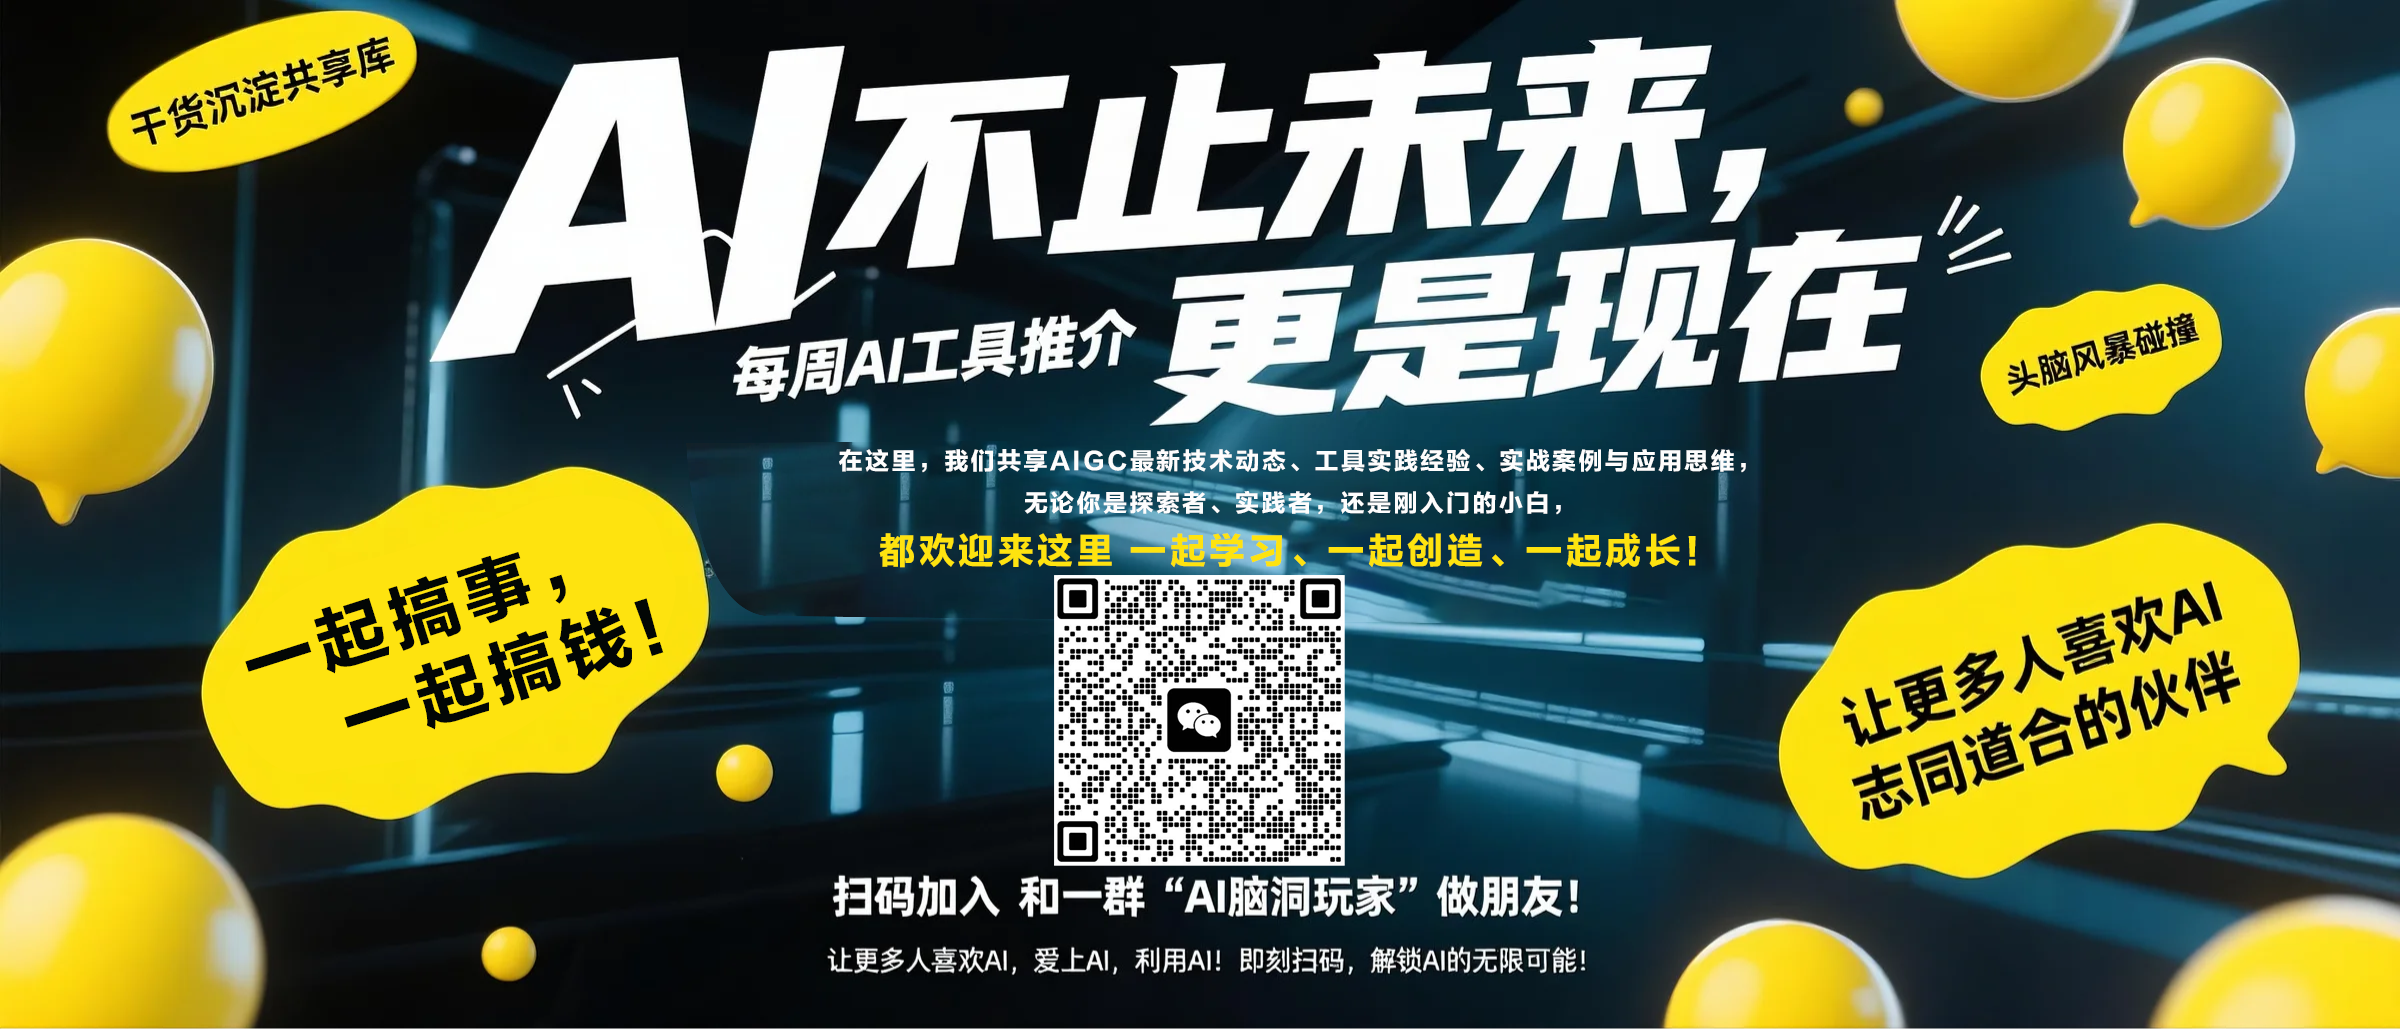 干货沉淀共享库
AI不止未来,
更是现在
每周AI工具推介
头脑风暴碰撞
在这里，我们共享AIGC最新技术动态、工具实践经验、实战案例与应用思维，
无论你是探索者、实践者，还是刚入门的小白，
都欢迎来这里 一起学习、一起创造、一起成长！
一起搞事，
一起搞钱！
让更多人喜欢AI
志同道合的伙伴
扫码加入 和一群“AI脑洞玩家”做朋友！
让更多人喜欢AI，爱上AI，利用AI！即刻扫码，解锁AI的无限可能！